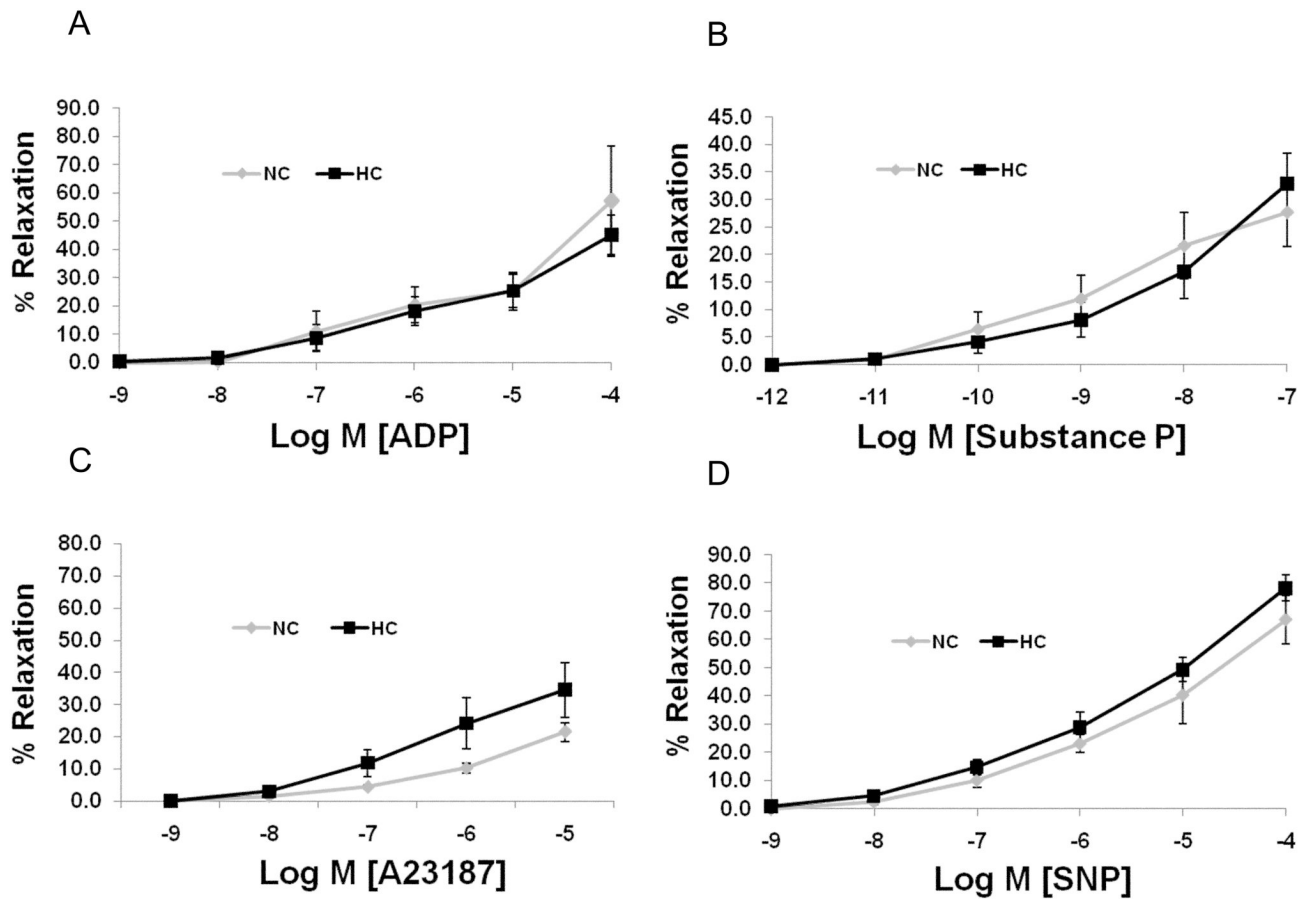 A
90.0
80.0
70.0
60.0
50.0
40.0
30.0
20.0
10.0
0.0
% Relaxation
NC HC
-9 -8 -7 -6 -5 -4
Log M [ADP]
B
45.0
40.0
35.0
30.0
25.0
20.0
15.0
10.0
5.0
0.0
% Relaxation
NC HC
-12 -11 -10 -9 -8 -7
Log M [Substance P]
C
80.0
70.0
60.0
50.0
40.0
30.0
20.0
10.0
0.0
% Relaxation
NC HC
-9 -8 -7 -6 -5
Log M [A23187]
D
90.0
80.0
70.0
60.0
50.0
40.0
30.0
20.0
10.0
0.0
% Relaxation
NC HC
-9 -8 -7 -6 -5 -4
Log M [SNP]